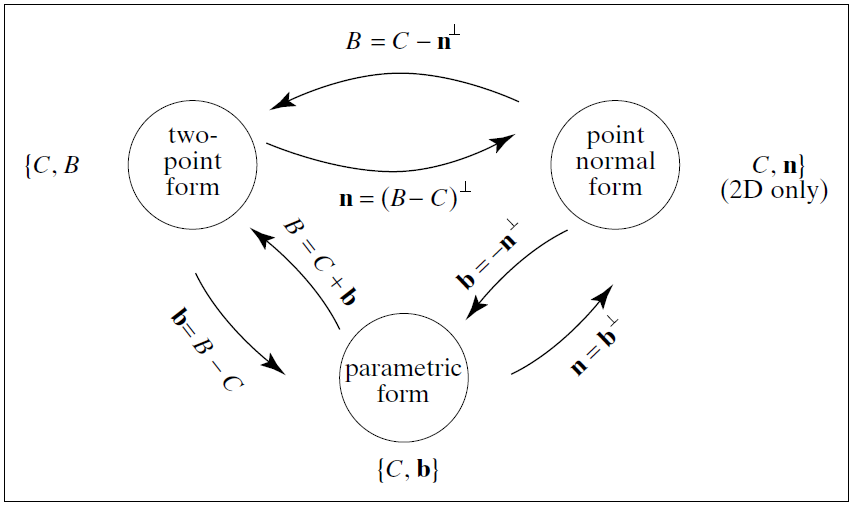 B = C − n⊥
two-
point
form
{C, B
point
normal
form
C, n}
(2D only)
n = (B − C)⊥
B = C + b
b = −n⊥
b = B − C
n = b⊥
parametric
form
{C, b}